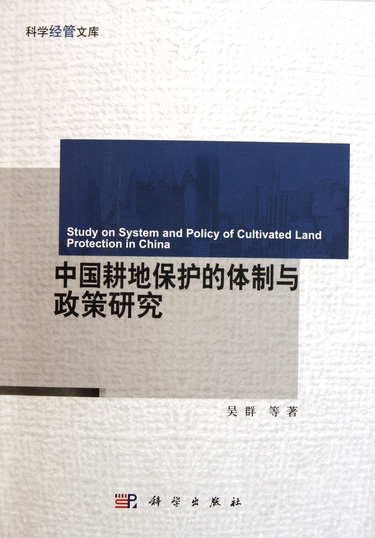 科学经管文库
Study on System and Policy of Cultivated Land
Protection in China
中国耕地保护的体制与
政策研究
吴群 等著
科学出版社